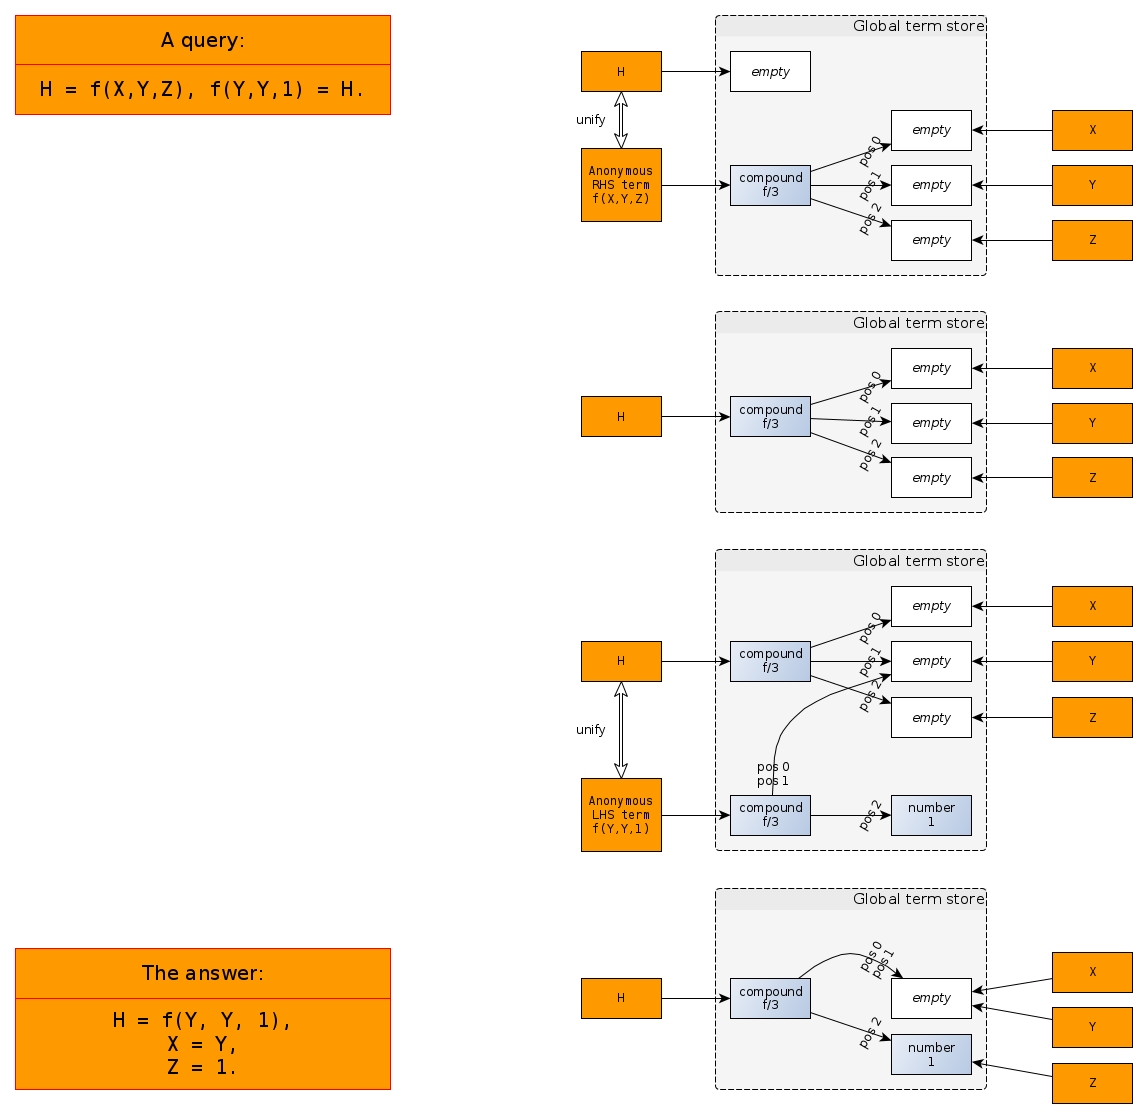 A query:
H = f(X,Y,Z), f(Y,Y,1) = H.
Global term store
H
empty
unify
Anonymous
RHS term
f(X,Y,Z)
compound
f/3
pos 0
pos 1
pos 2
empty
empty
empty
X
Y
Z
Global term store
H
compound
f/3
pos 0
pos 1
pos 2
empty
empty
empty
X
Y
Z
Global term store
H
compound
f/3
pos 0
pos 1
pos 2
empty
empty
empty
X
Y
Z
unify
pos 0
pos 1
Anonymous
LHS term
f(Y,Y,1)
compound
f/3
pos 2
number
1
The answer:
H = f(Y, Y, 1),
X = Y,
Z = 1.
Global term store
H
compound
f/3
pos 0
pos 1
pos 2
empty
number
1
X
Y
Z